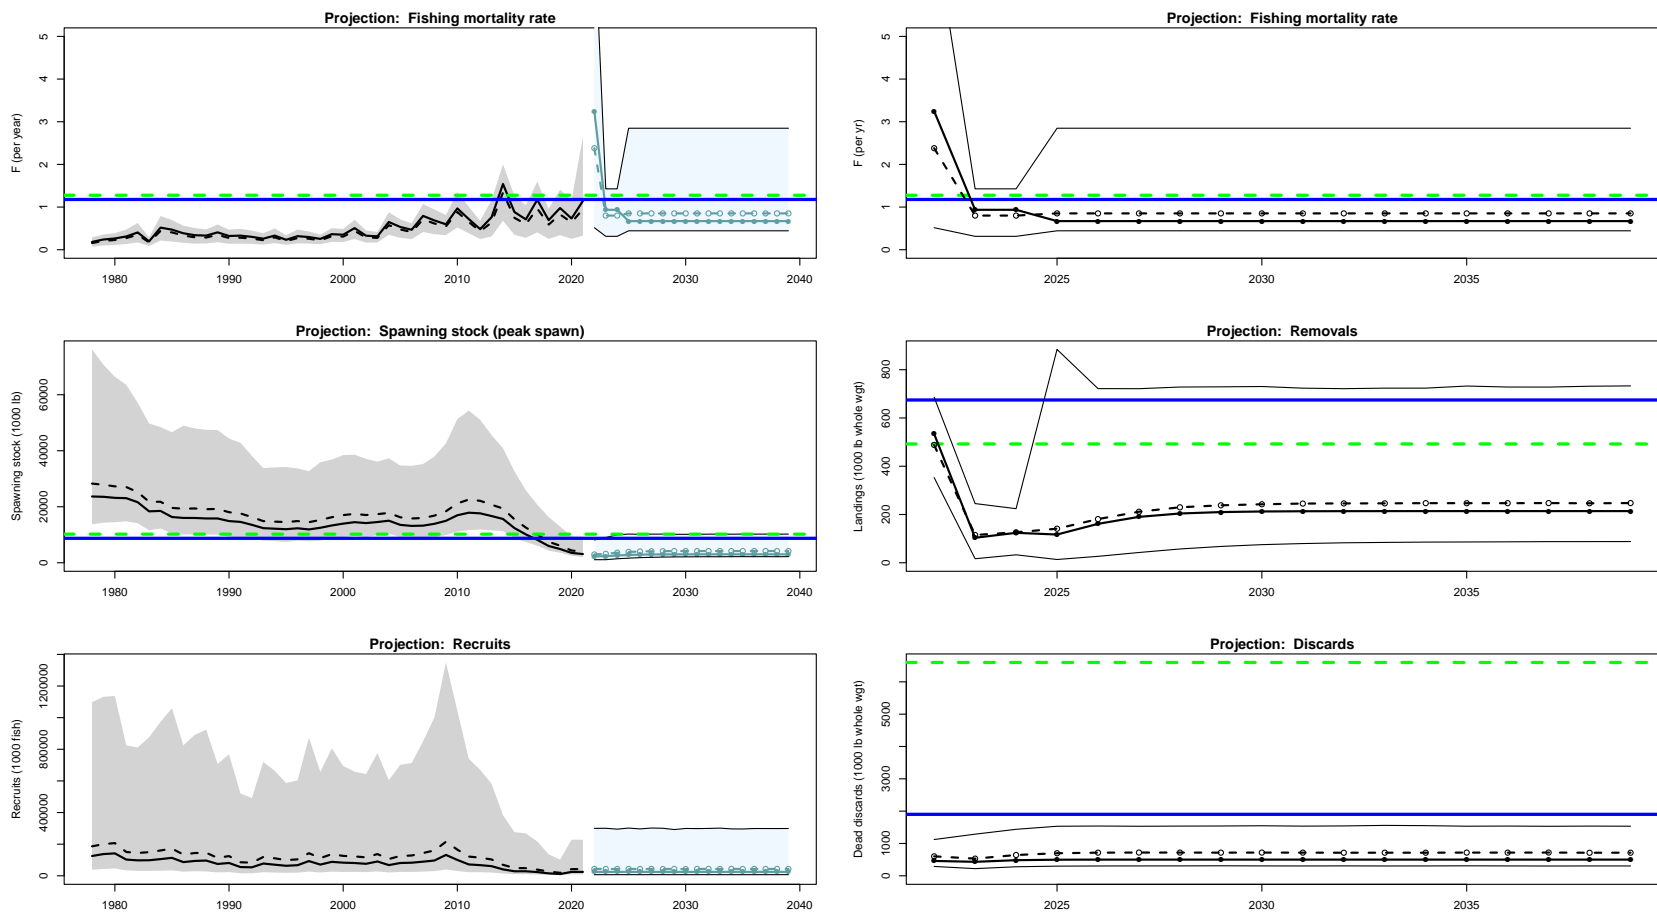 Projection: Fishing mortality rate
F (per year)
0 1 2 3 4 5
1980 1990 2000 2010 2020 2030 2040
Projection: Fishing mortality rate
F (per yr)
0 1 2 3 4 5
2025 2030 2035
Projection: Spawning stock (peak spawn)
Spawning stock (1000 lb)
0 20000 40000 60000
1980 1990 2000 2010 2020 2030 2040
Projection: Removals
Landings (1000 lb whole wgt)
0 200 400 600 800
2025 2030 2035
Projection: Recruits
Recruits (1000 fish)
0 400000 800000 1200000
1980 1990 2000 2010 2020 2030 2040
Projection: Discards
Dead discards (1000 lb whole wgt)
0 1000 3000 5000
2025 2030 2035